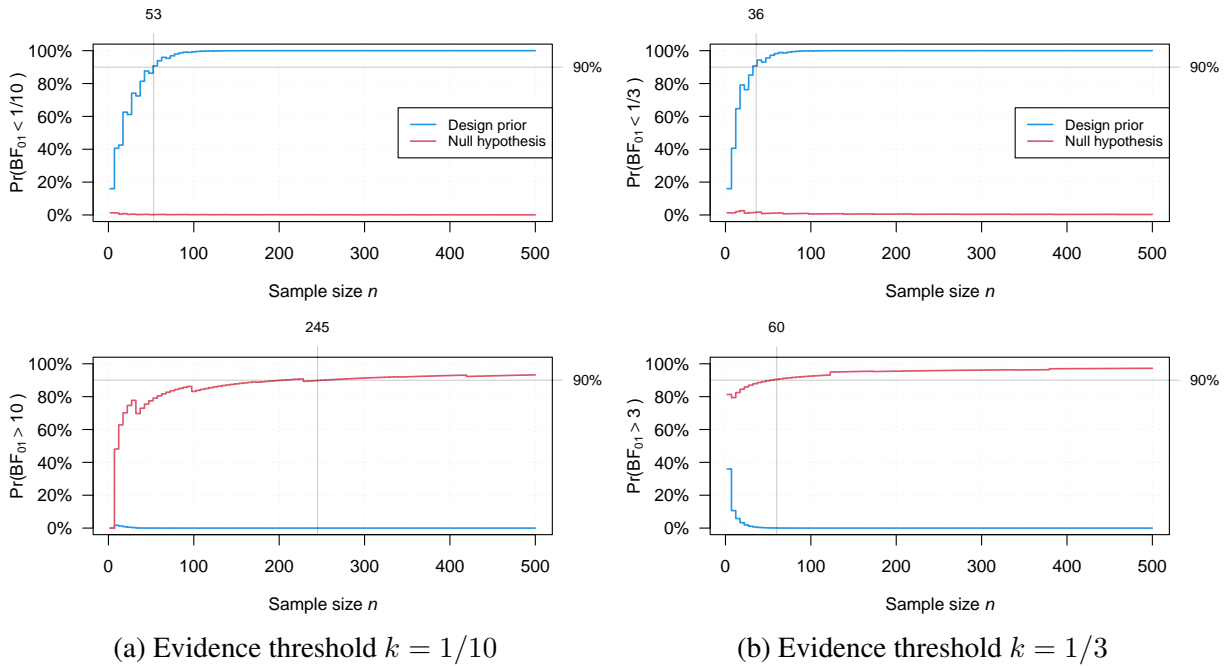 53
100%
80%
60%
40%
20%
0%
90%
Pr(BF01 < 1/10 )
Design prior
Null hypothesis
0 100 200 300 400 500
Sample size n
36
100%
80%
60%
40%
20%
0%
90%
Pr(BF01 < 1/3 )
Design prior
Null hypothesis
0 100 200 300 400 500
Sample size n
245
100%
80%
60%
40%
20%
0%
90%
Pr(BF01 > 10 )
0 100 200 300 400 500
Sample size n
60
100%
80%
60%
40%
20%
0%
90%
Pr(BF01 > 3 )
0 100 200 300 400 500
Sample size n
(a) Evidence threshold k = 1/10
(b) Evidence threshold k = 1/3